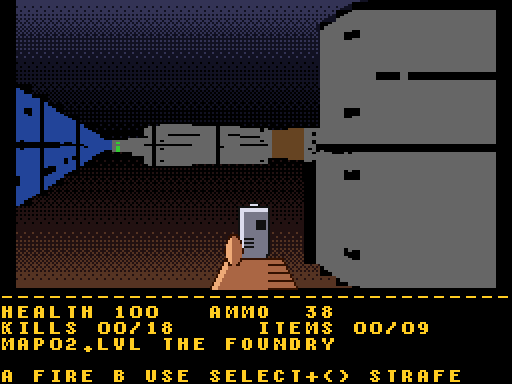 HEALTH 100 AMMO 38
KILLS 00/18 ITEMS 00/09
MAP02.LVL THE FOUNDRY
A FIRE B USE SELECT+<> STRAFE